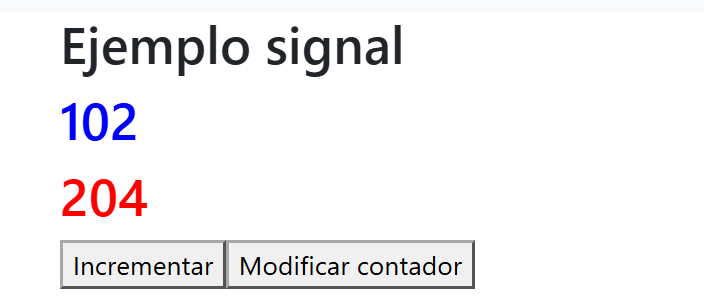 Ejemplo signal
102
204
Incrementar Modificar contador